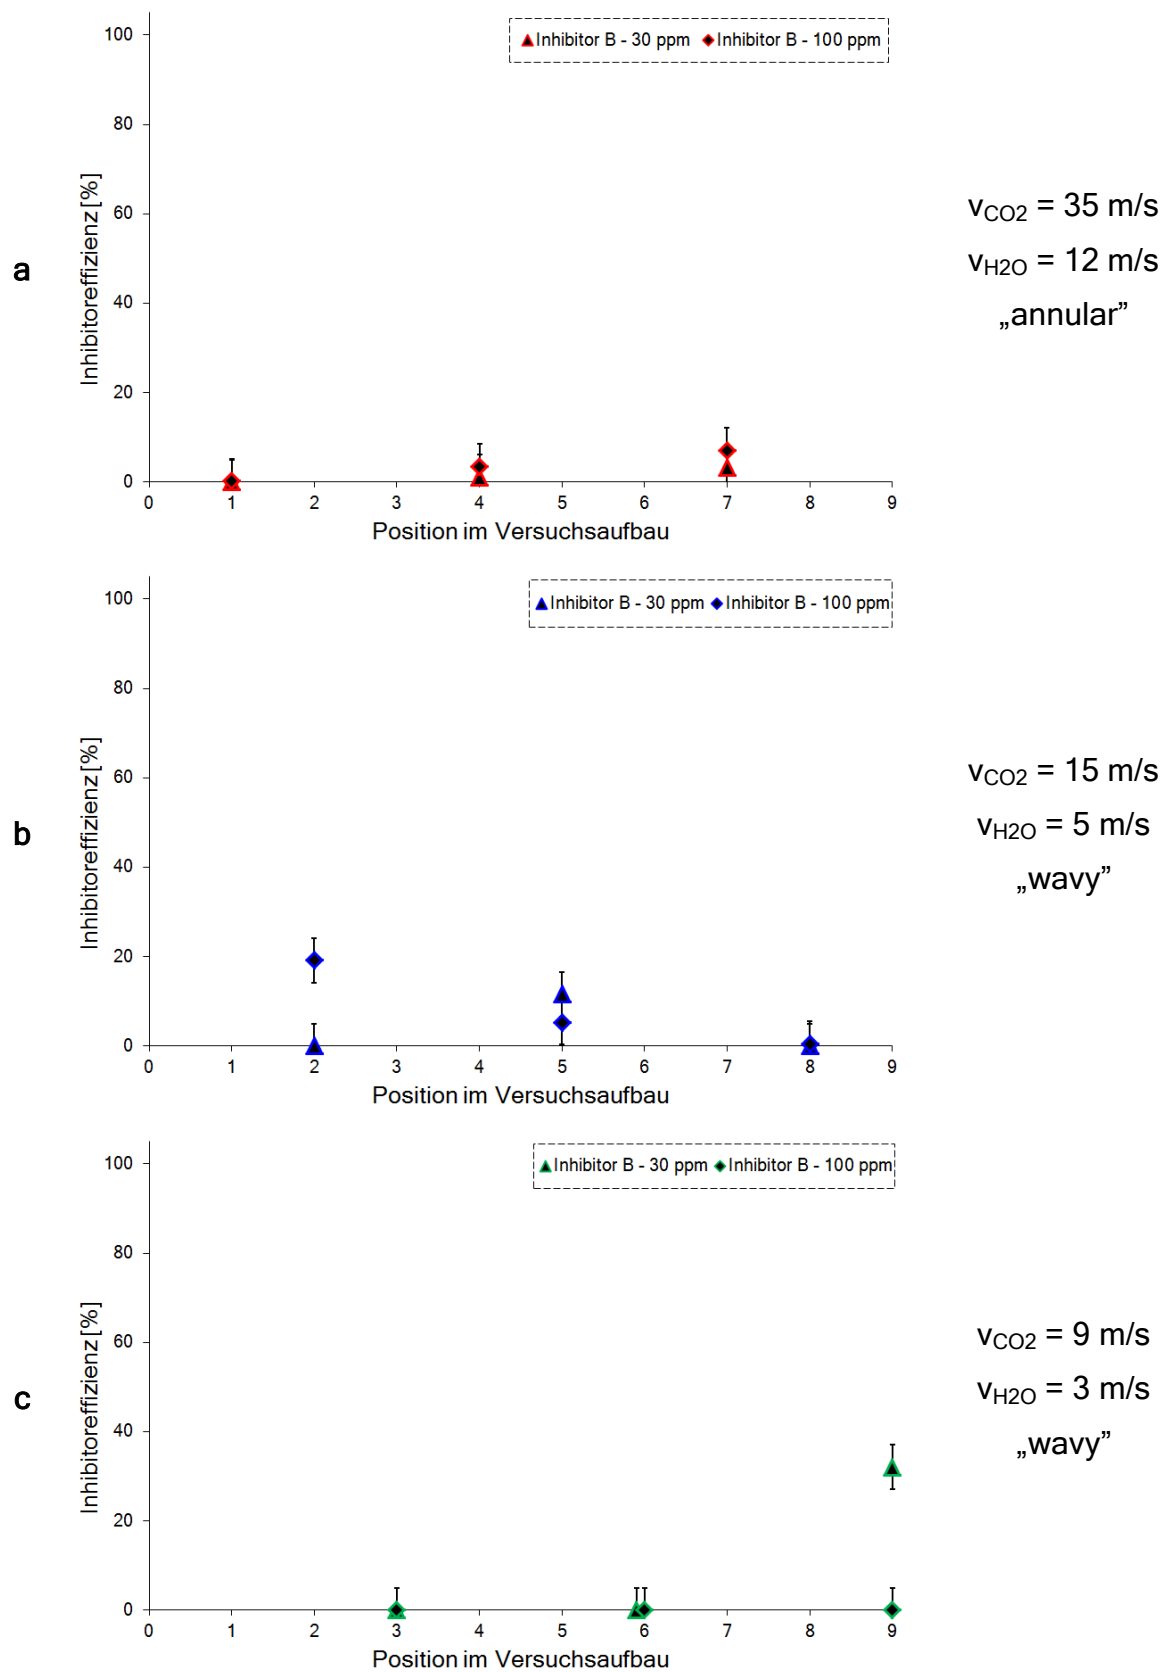 a
100
80
60
40
20
0
Inhibitoreffizienz [%]
▲ Inhibitor B - 30 ppm ◆ Inhibitor B - 100 ppm
0 1 2 3 4 5 6 7 8 9
Position im Versuchsaufbau
vCO2 = 35 m/s
vH2O = 12 m/s
„annular”
b
100
80
60
40
20
0
Inhibitoreffizienz [%]
▲ Inhibitor B - 30 ppm ◆ Inhibitor B - 100 ppm
0 1 2 3 4 5 6 7 8 9
Position im Versuchsaufbau
vCO2 = 15 m/s
vH2O = 5 m/s
„wavy”
c
100
80
60
40
20
0
Inhibitoreffizienz [%]
▲ Inhibitor B - 30 ppm ◆ Inhibitor B - 100 ppm
0 1 2 3 4 5 6 7 8 9
Position im Versuchsaufbau
vCO2 = 9 m/s
vH2O = 3 m/s
„wavy”